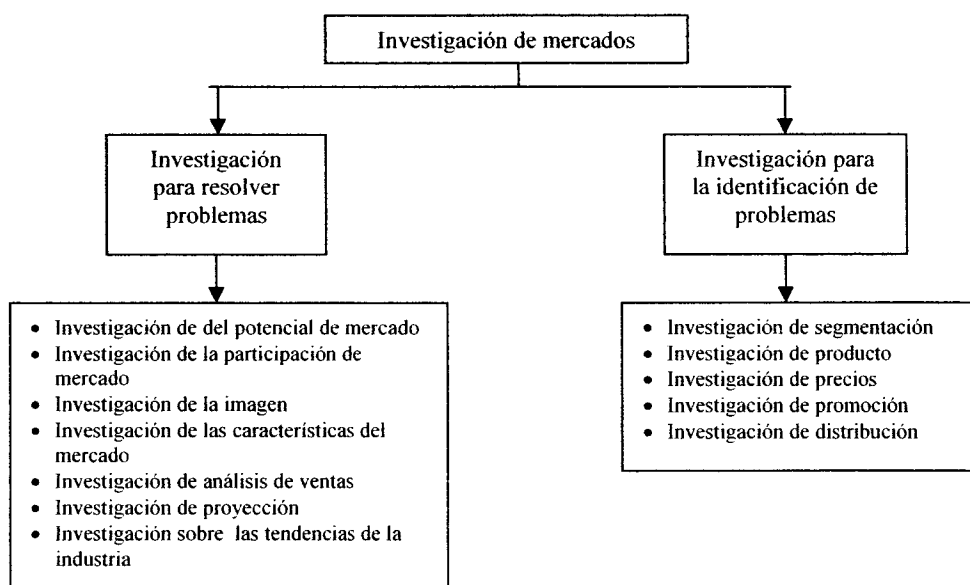 Investigación de mercados
Investigación
para resolver
problemas
Investigación para
la identificación de
problemas
• Investigación de del potencial de mercado
• Investigación de la participación de
mercado
• Investigación de la imagen
• Investigación de las características del
mercado
• Investigación de análisis de ventas
• Investigación de proyección
• Investigación sobre las tendencias de la
industria
• Investigación de segmentación
• Investigación de producto
• Investigación de precios
• Investigación de promoción
• Investigación de distribución